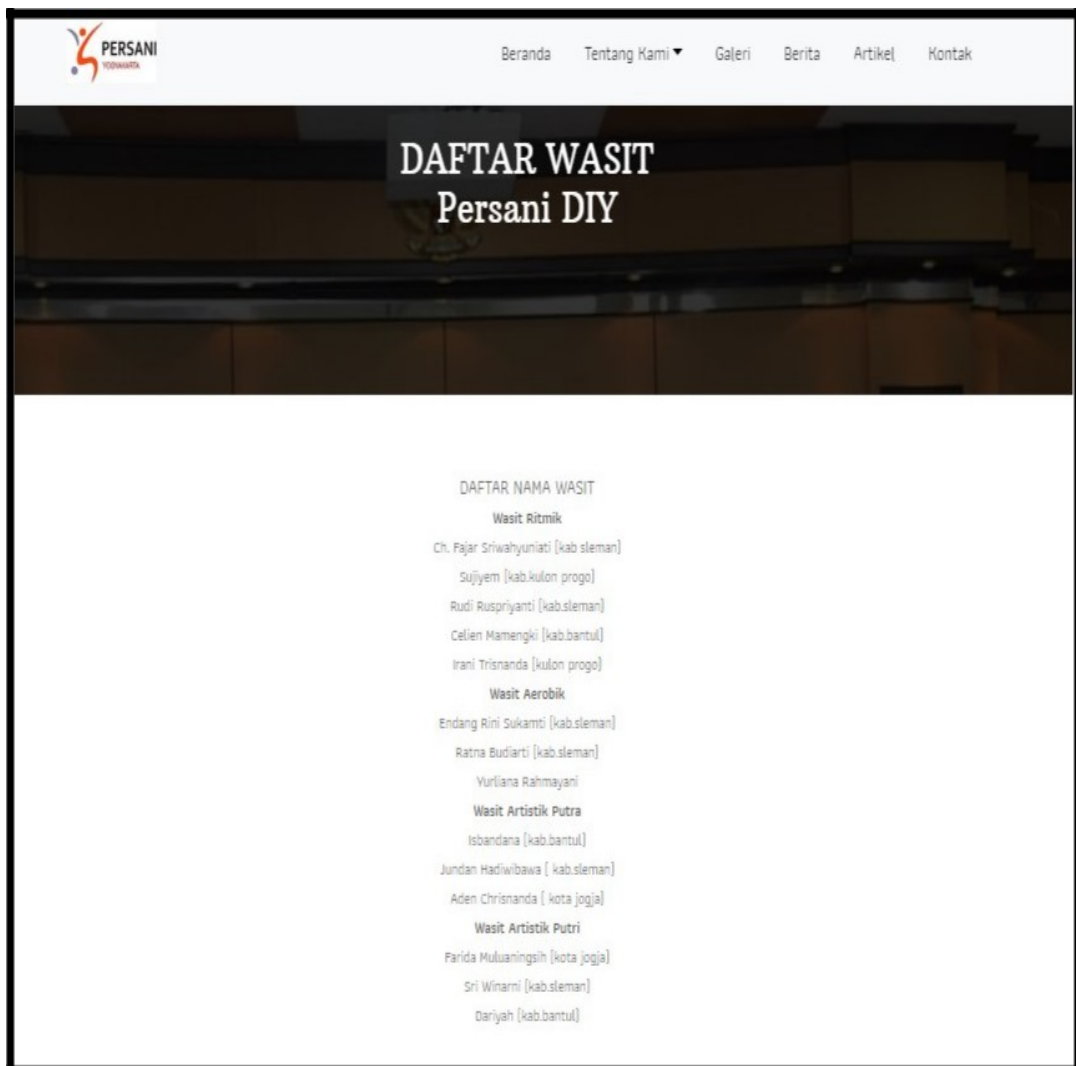 PERSANI
YOGYAKARTA
Beranda Tentang Kami Galeri Berita Artikel Kontak
DAFTAR WASIT
Persani DIY
DAFTAR NAMA WASIT
Wasit Ritmik
Ch. Fajar Sriwahyuniati (kab sleman)
Sujiyem (kab.kulon progo)
Rudi Ruspriyanti (kab.sleman)
Celien Mamengki (kab.bantul)
Irani Trisnanda (kulon progo)
Wasit Aerobik
Endang Rini Sukamti (kab.sleman)
Ratna Budiarti (kab.sleman)
Yurliana Rahmayani
Wasit Artistik Putra
Isbandana (kab.bantul)
Jundan Hadiwibawa ( kab.sleman)
Aden Chrisnanda ( kota jogja)
Wasit Artistik Putri
Farida Muluaningsih (kota jogja)
Sri Winarni (kab.sleman)
Dariyah (kab.bantul)